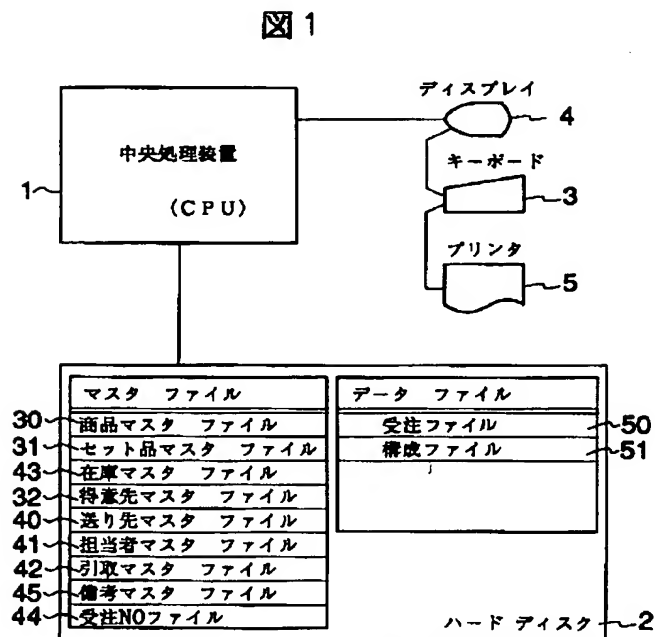 図 1
ディスプレイ
4
中央処理装置
(CPU)
1
キーボード
3
プリンタ
5
マスタ ファイル
30 商品マスタ ファイル
31 セット品マスタ ファイル
43 在庫マスタ ファイル
32 得意先マスタ ファイル
40 送り先マスタ ファイル
41 担当者マスタ ファイル
42 引取マスタ ファイル
45 備考マスタ ファイル
44 受注NOファイル
データ ファイル
受注ファイル 50
構成ファイル 51
ハード ディスク 2